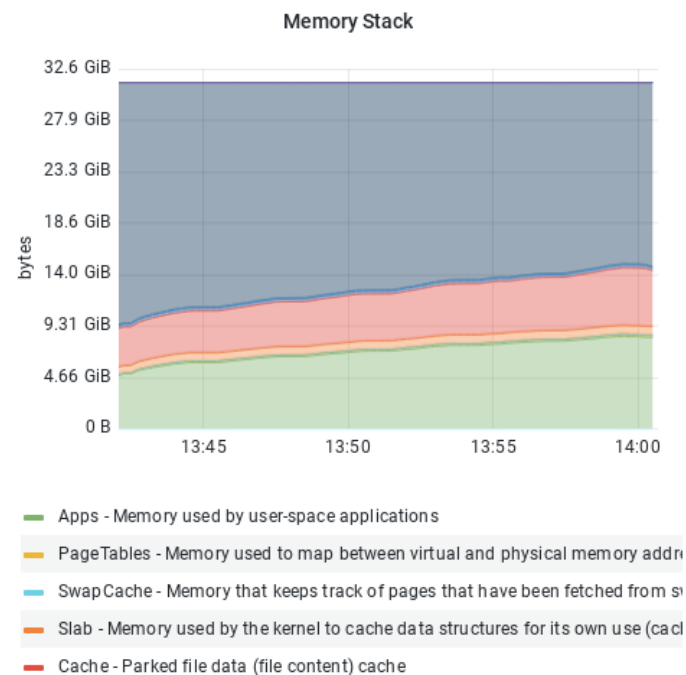 Memory Stack
32.6 GiB
27.9 GiB
23.3 GiB
18.6 GiB
14.0 GiB
9.31 GiB
4.66 GiB
0 B
bytes
13:45 13:50 13:55 14:00
Apps - Memory used by user-space applications
PageTables - Memory used to map between virtual and physical memory addre
SwapCache - Memory that keeps track of pages that have been fetched from s
Slab - Memory used by the kernel to cache data structures for its own use (cac
Cache - Parked file data (file content) cache